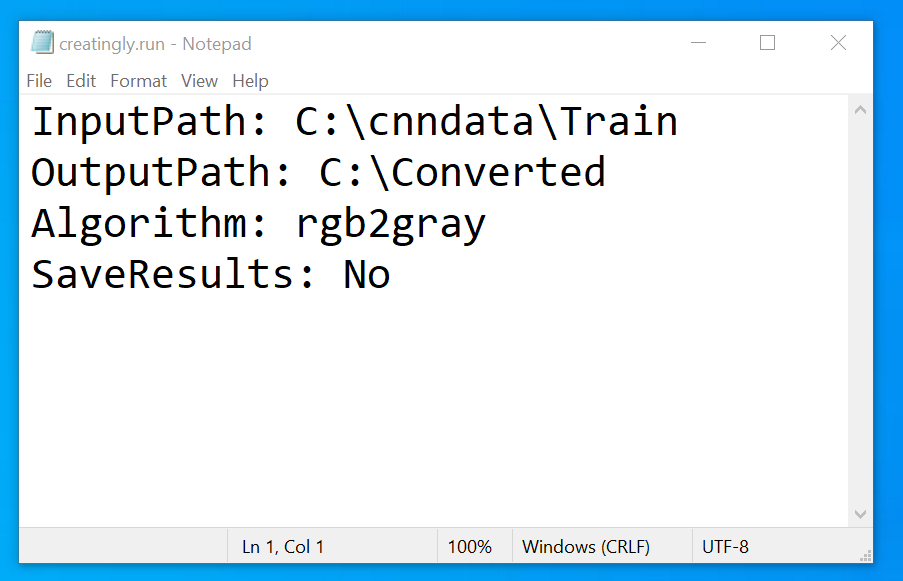 creatingly.run - Notepad
File Edit Format View Help
InputPath: C:\cnndata\Train
OutputPath: C:\Converted
Algorithm: rgb2gray
SaveResults: No
Ln 1, Col 1 100% Windows (CRLF) UTF-8